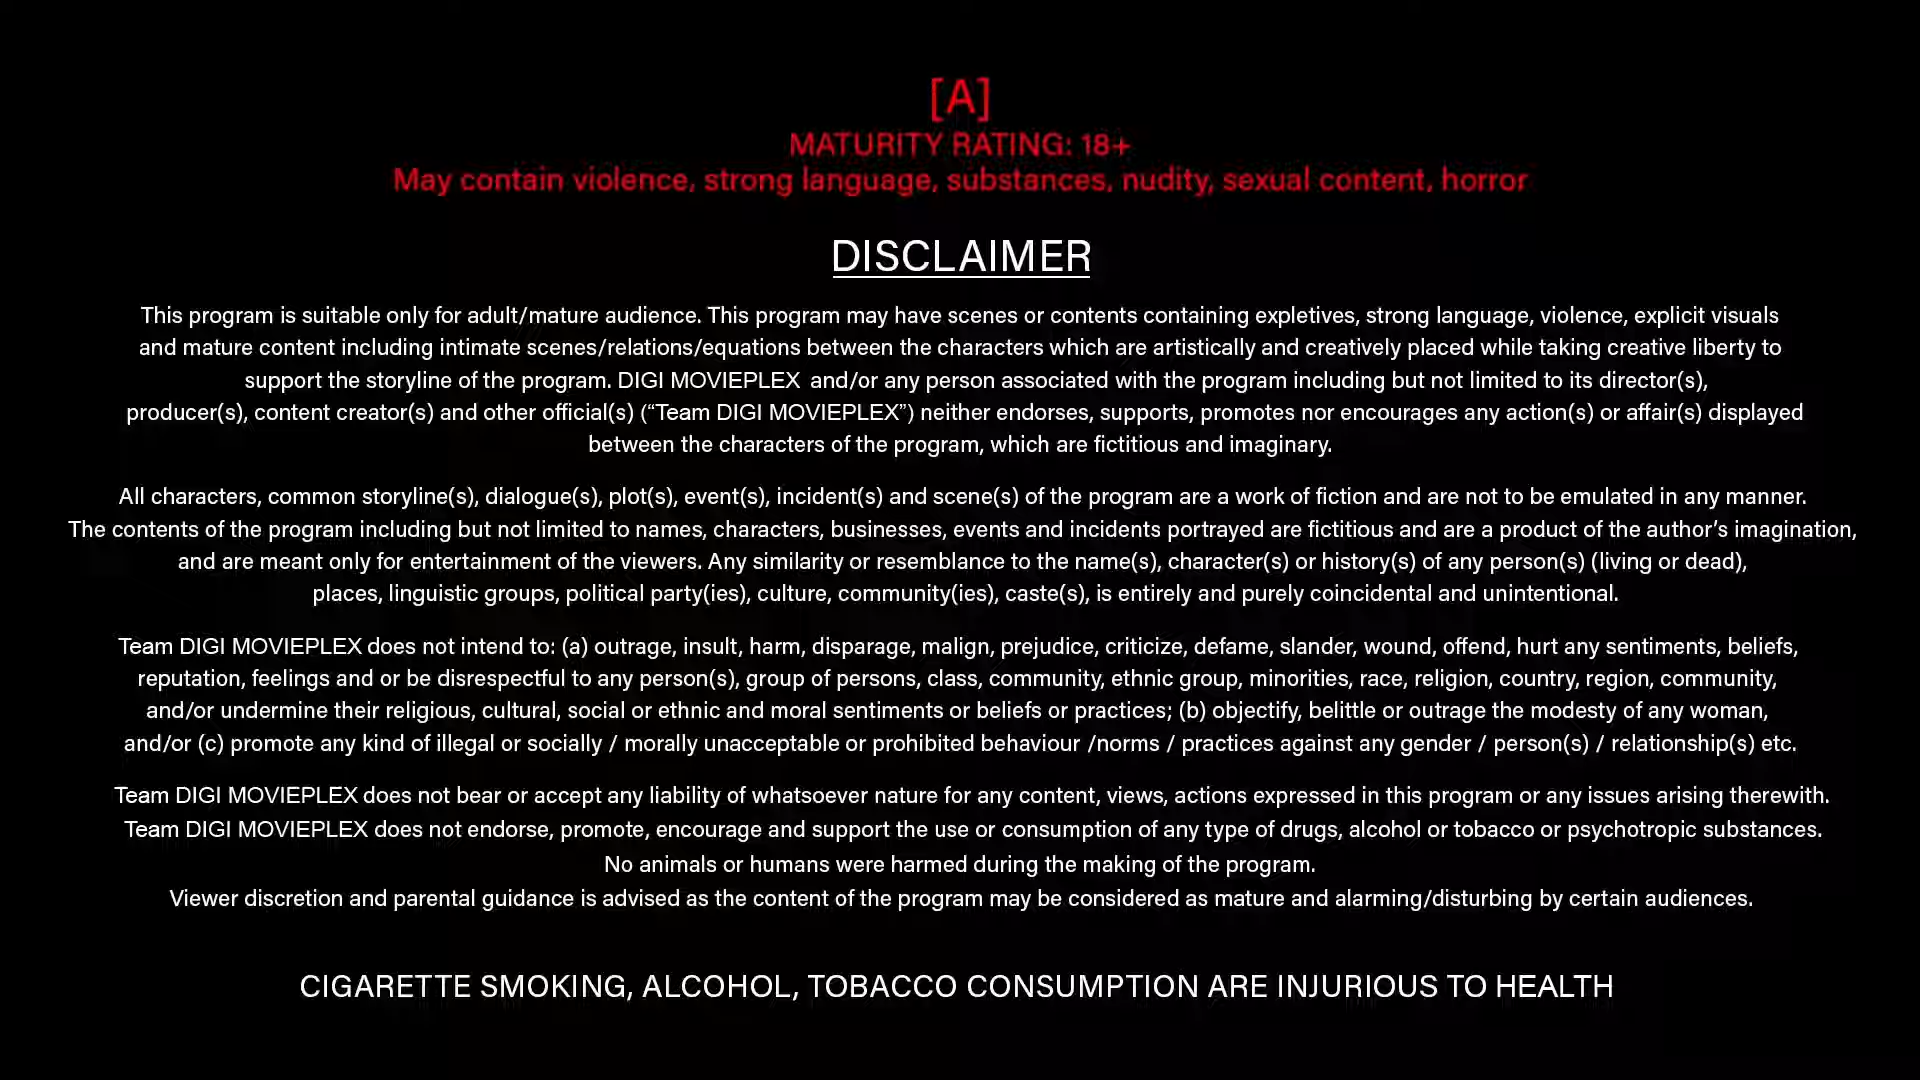 [A]
MATURITY RATING: 18+
May contain violence, strong language, substances, nudity, sexual content, horror
DISCLAIMER
This program is suitable only for adult/mature audience. This program may have scenes or contents containing expletives, strong language, violence, explicit visuals
and mature content including intimate scenes/relations/equations between the characters which are artistically and creatively placed while taking creative liberty to
support the storyline of the program. DIGI MOVIEPLEX and/or any person associated with the program including but not limited to its director(s),
producer(s), content creator(s) and other official(s) (“Team DIGI MOVIEPLEX”) neither endorses, supports, promotes nor encourages any action(s) or affair(s) displayed
between the characters of the program, which are fictitious and imaginary.
All characters, common storyline(s), dialogue(s), plot(s), event(s), incident(s) and scene(s) of the program are a work of fiction and are not to be emulated in any manner.
The contents of the program including but not limited to names, characters, businesses, events and incidents portrayed are fictitious and are a product of the author’s imagination,
and are meant only for entertainment of the viewers. Any similarity or resemblance to the name(s), character(s) or history(s) of any person(s) (living or dead),
places, linguistic groups, political party(ies), culture, community(ies), caste(s), is entirely and purely coincidental and unintentional.
Team DIGI MOVIEPLEX does not intend to: (a) outrage, insult, harm, disparage, malign, prejudice, criticize, defame, slander, wound, offend, hurt any sentiments, beliefs,
reputation, feelings and or be disrespectful to any person(s), group of persons, class, community, ethnic group, minorities, race, religion, country, region, community,
and/or undermine their religious, cultural, social or ethnic and moral sentiments or beliefs or practices; (b) objectify, belittle or outrage the modesty of any woman,
and/or (c) promote any kind of illegal or socially / morally unacceptable or prohibited behaviour /norms / practices against any gender / person(s) / relationship(s) etc.
Team DIGI MOVIEPLEX does not bear or accept any liability of whatsoever nature for any content, views, actions expressed in this program or any issues arising therewith.
Team DIGI MOVIEPLEX does not endorse, promote, encourage and support the use or consumption of any type of drugs, alcohol or tobacco or psychotropic substances.
No animals or humans were harmed during the making of the program.
Viewer discretion and parental guidance is advised as the content of the program may be considered as mature and alarming/disturbing by certain audiences.
CIGARETTE SMOKING, ALCOHOL, TOBACCO CONSUMPTION ARE INJURIOUS TO HEALTH